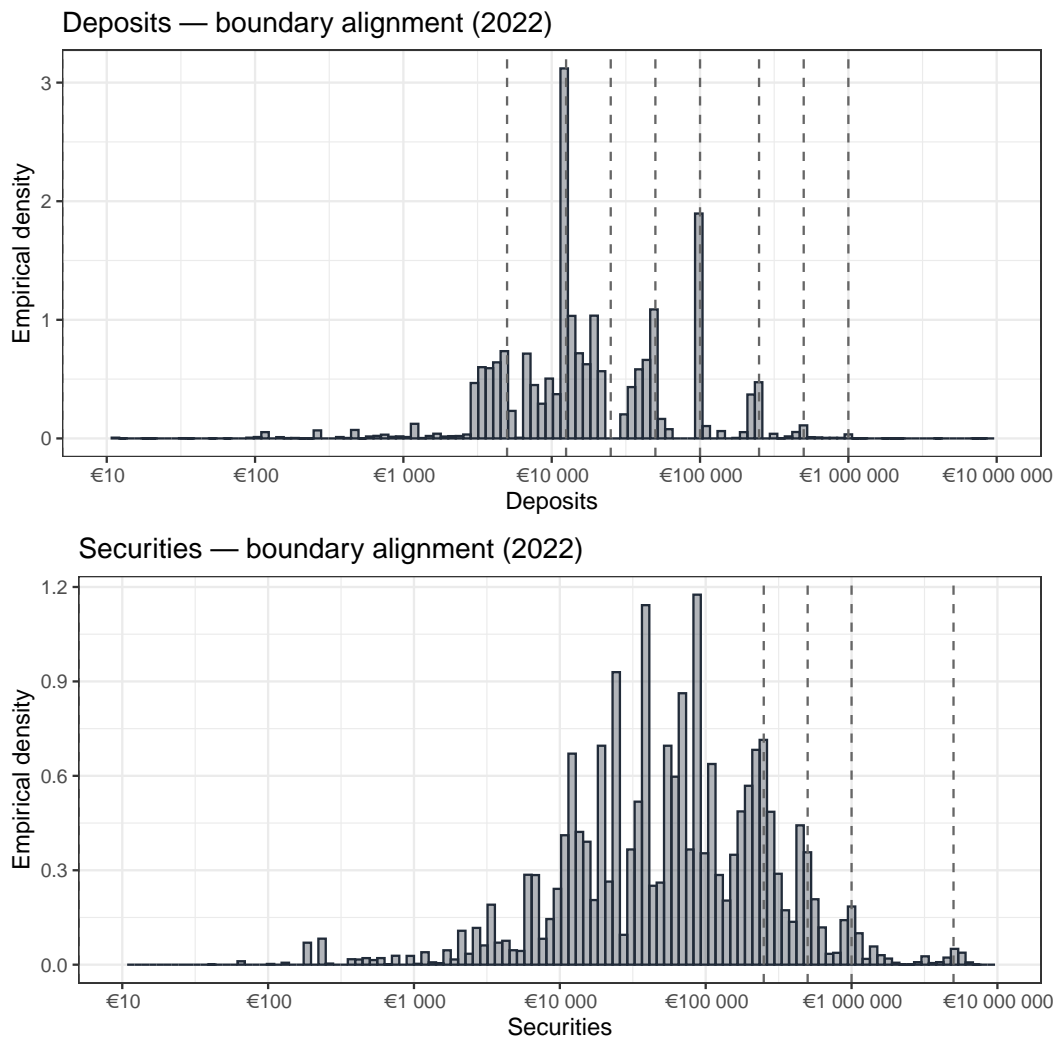 Deposits — boundary alignment (2022)
Empirical density
3
2
1
0
€10 €100 €1 000 €10 000 €100 000 €1 000 000 €10 000 000
Deposits
Securities — boundary alignment (2022)
Empirical density
1.2
0.9
0.6
0.3
0.0
€10 €100 €1 000 €10 000 €100 000 €1 000 000 €10 000 000
Securities